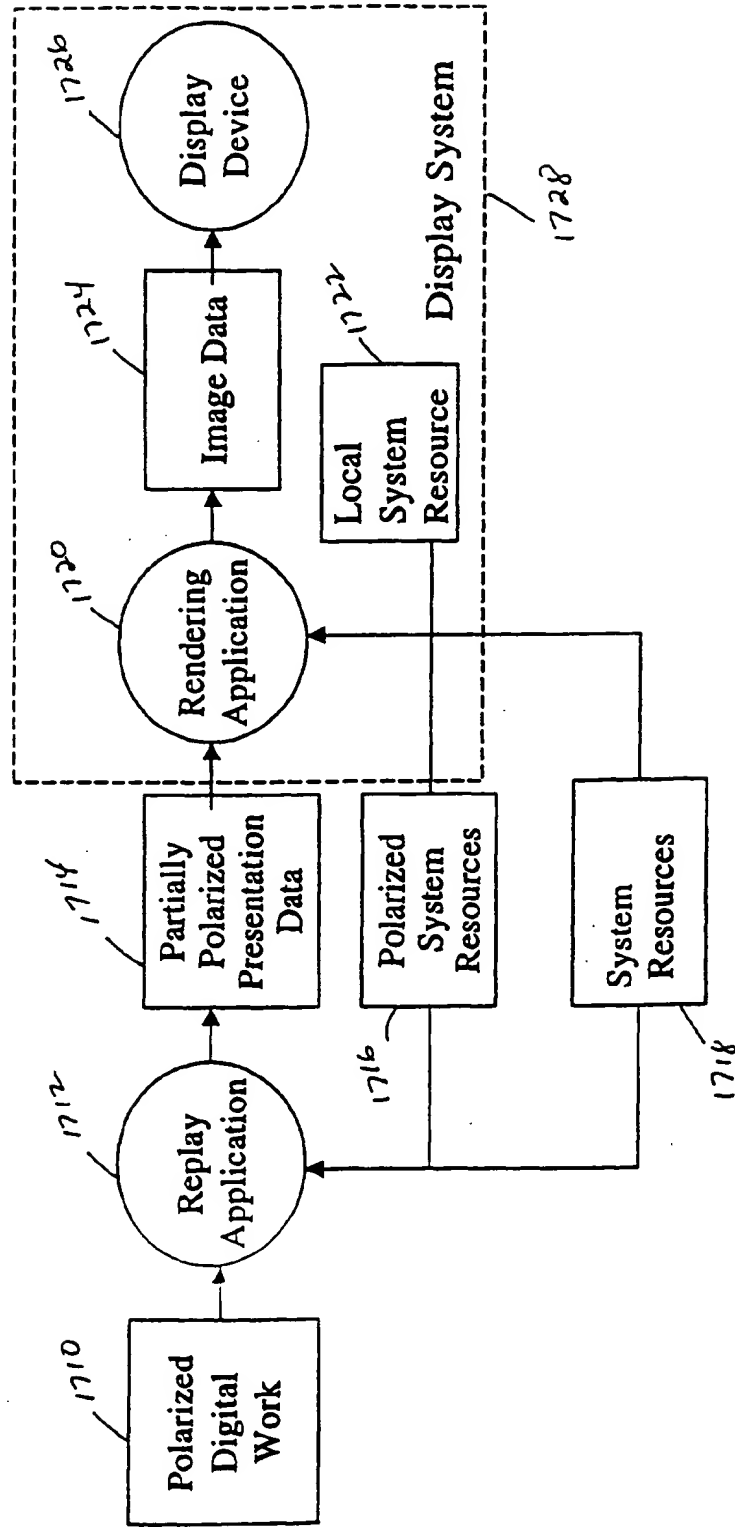 1710
Polarized
Digital
Work
1712
Replay
Application
1714
Partially
Polarized
Presentation
Data
1716
Polarized
System
Resources
1718
System
Resources
1720
Rendering
Application
1722
Local
System
Resource
1724
Image Data
1726
Display
Device
Display System
1728